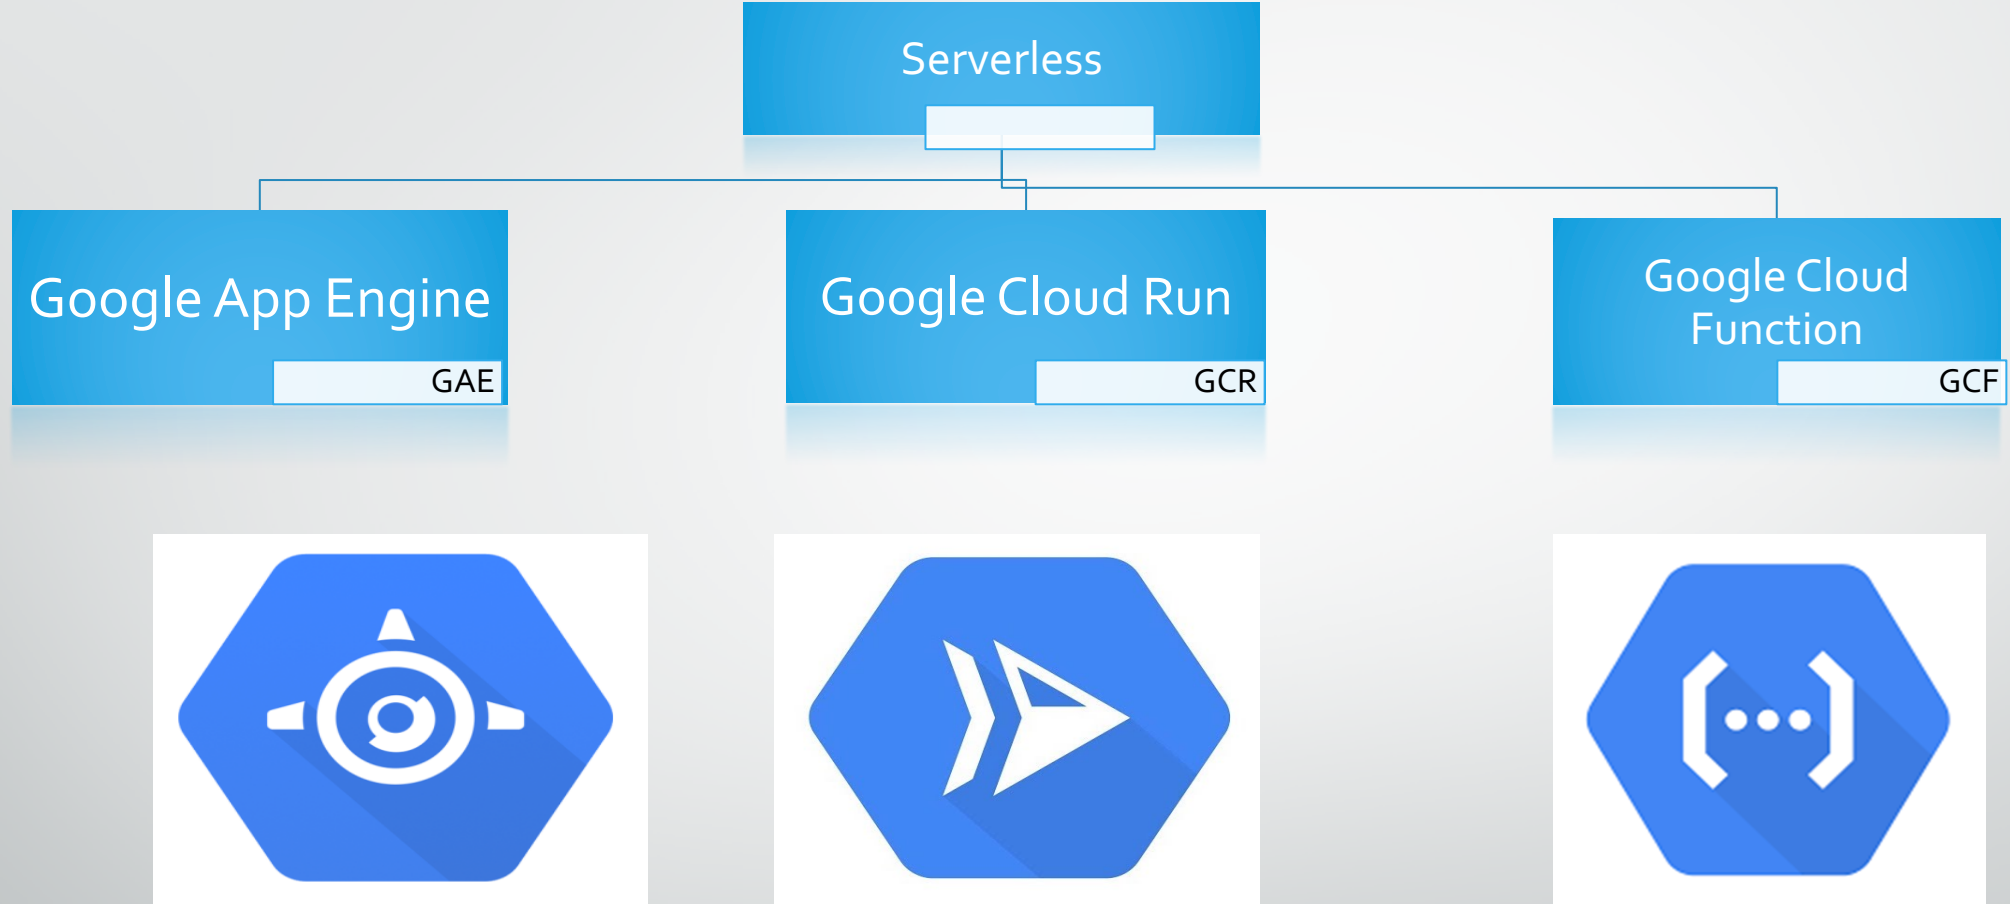 Serverless
Google App Engine
GAE
Google Cloud Run
GCR
Google Cloud
Function
GCF